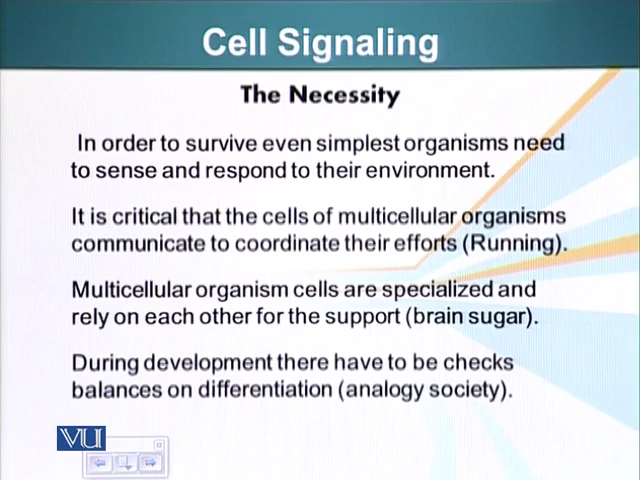 Cell Signaling
The Necessity
In order to survive even simplest organisms need
to sense and respond to their environment.
It is critical that the cells of multicellular organisms
communicate to coordinate their efforts (Running).
Multicellular organism cells are specialized and
rely on each other for the support (brain sugar).
During development there have to be checks
balances on differentiation (analogy society).
VU